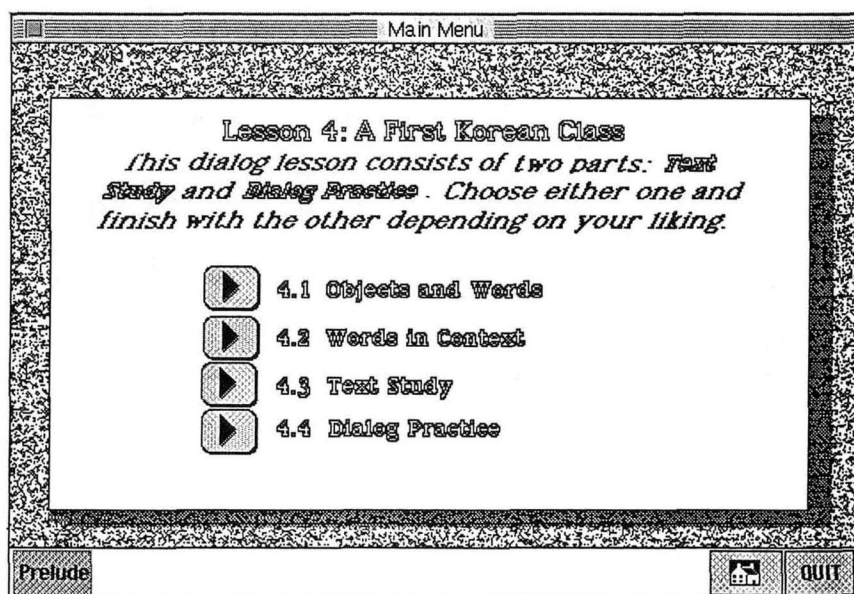 Main Menu
Lesson 4: A First Korean Class
This dialog lesson consists of two parts: Text
Study and Dialog Practice . Choose either one and
finish with the other depending on your liking.
4.1 Objects and Words
4.2 Words in Context
4.3 Text Study
4.4 Dialog Practice
Prelude
QUIT